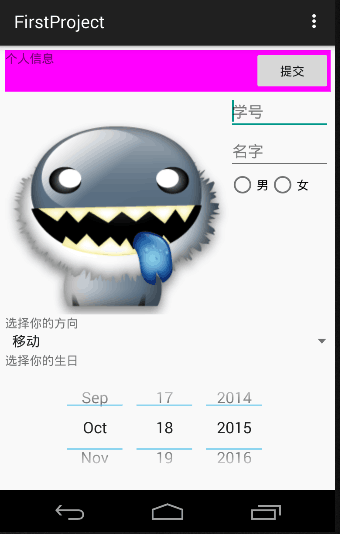 FirstProject
个人信息
提交
学号
名字
男 女
选择你的方向
移动
选择你的生日
Sep 17 2014
Oct 18 2015
Nov 19 2016